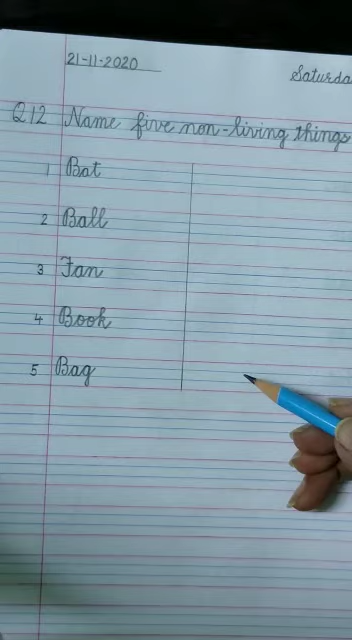 21-11-2020
Saturda
Q12 Name five non-living things
1 Bat
2 Ball
3 Fan
4 Book
5 Bag